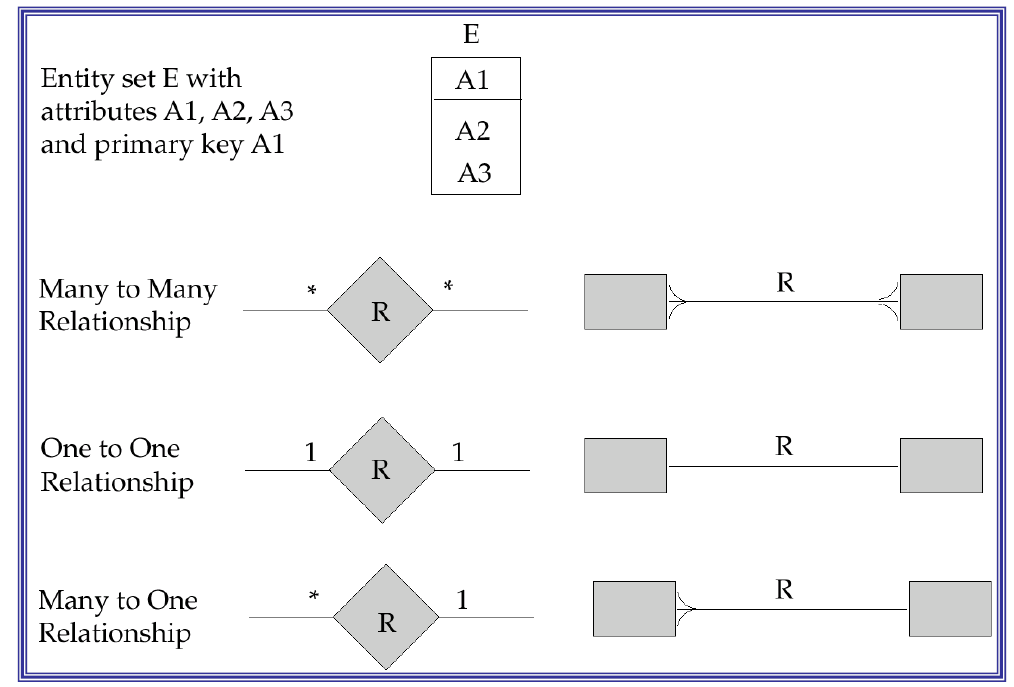 E
Entity set E with
attributes A1, A2, A3
and primary key A1
A1
A2
A3
Many to Many
Relationship
*
R
*
R
One to One
Relationship
1
R
1
R
Many to One
Relationship
*
R
1
R